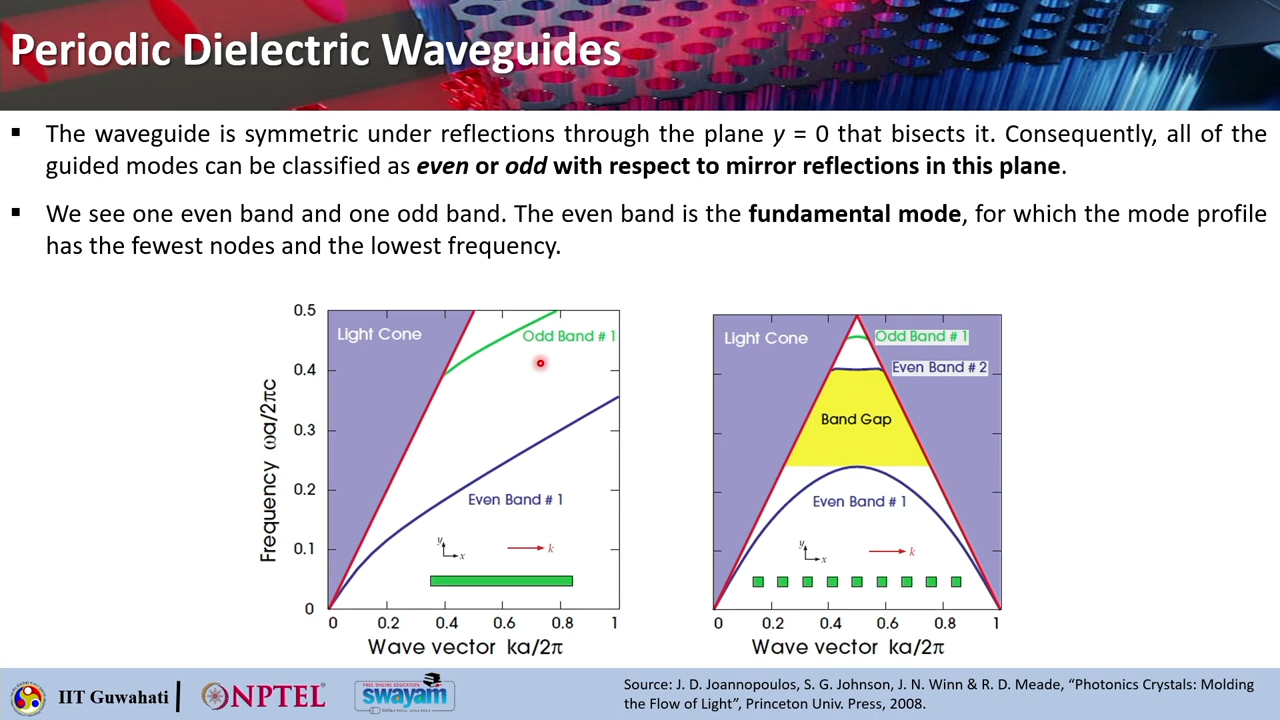 Periodic Dielectric Waveguides
▪ The waveguide is symmetric under reflections through the plane y = 0 that bisects it. Consequently, all of the
guided modes can be classified as even or odd with respect to mirror reflections in this plane.
▪ We see one even band and one odd band. The even band is the fundamental mode, for which the mode profile
has the fewest nodes and the lowest frequency.
0.5
0.4
0.3
0.2
0.1
0
Frequency ωa/2πc
Light Cone
Odd Band # 1
Even Band # 1
y
x
k
0 0.2 0.4 0.6 0.8 1
Wave vector ka/2π
Light Cone
Odd Band # 1
Even Band # 2
Band Gap
Even Band # 1
y
x
k
0 0.2 0.4 0.6 0.8 1
Wave vector ka/2π
IIT Guwahati
NPTEL
FREE ONLINE EDUCATION
swayam
Source: J. D. Joannopoulos, S. G. Johnson, J. N. Winn & R. D. Meade, “Photonics Crystals: Molding
the Flow of Light”, Princeton Univ. Press, 2008.